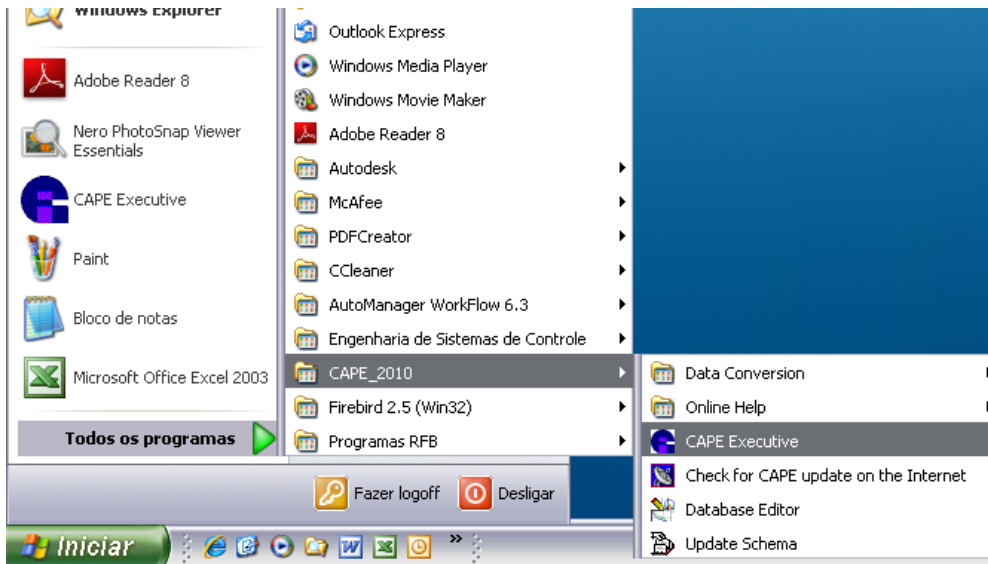 Windows Explorer
Adobe Reader 8
Nero PhotoSnap Viewer
Essentials
CAPE Executive
Paint
Bloco de notas
Microsoft Office Excel 2003
Todos os programas
Outlook Express
Windows Media Player
Windows Movie Maker
Adobe Reader 8
Autodesk
McAfee
PDFCreator
CCleaner
AutoManager WorkFlow 6.3
Engenharia de Sistemas de Controle
CAPE_2010
Firebird 2.5 (Win32)
Programas RFB
Data Conversion
Online Help
CAPE Executive
Check for CAPE update on the Internet
Database Editor
Update Schema
Fazer logoff
Desligar
Iniciar